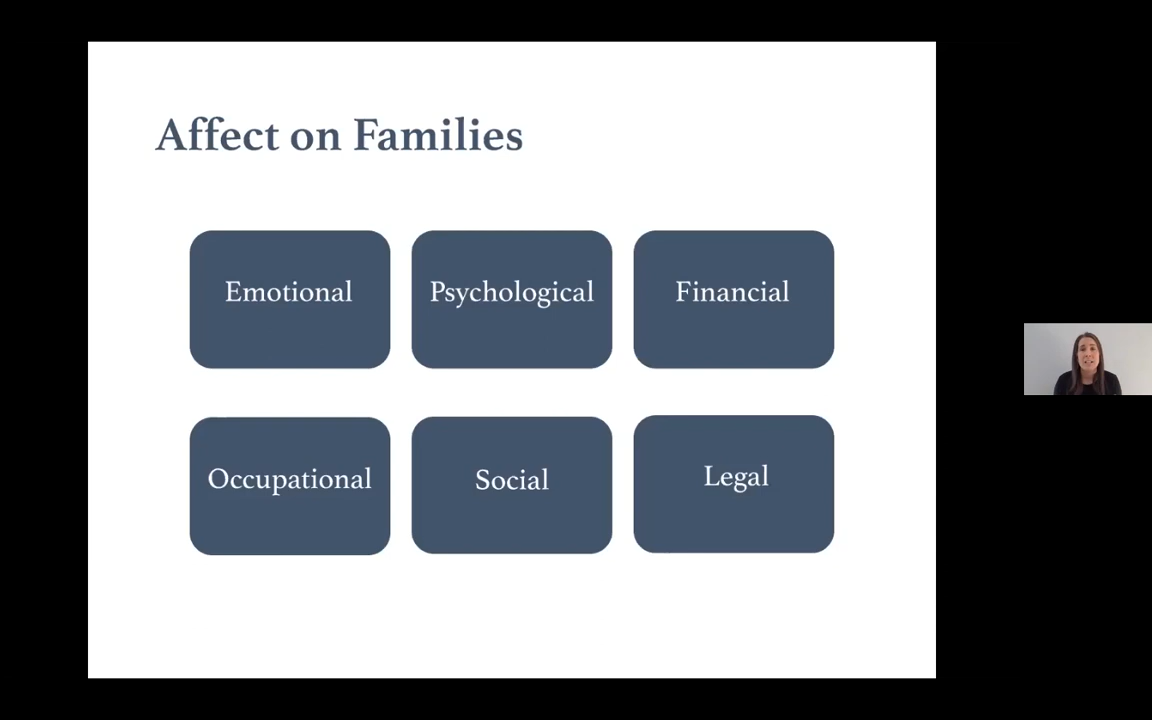 Affect on Families
Emotional
Psychological
Financial
Occupational
Social
Legal